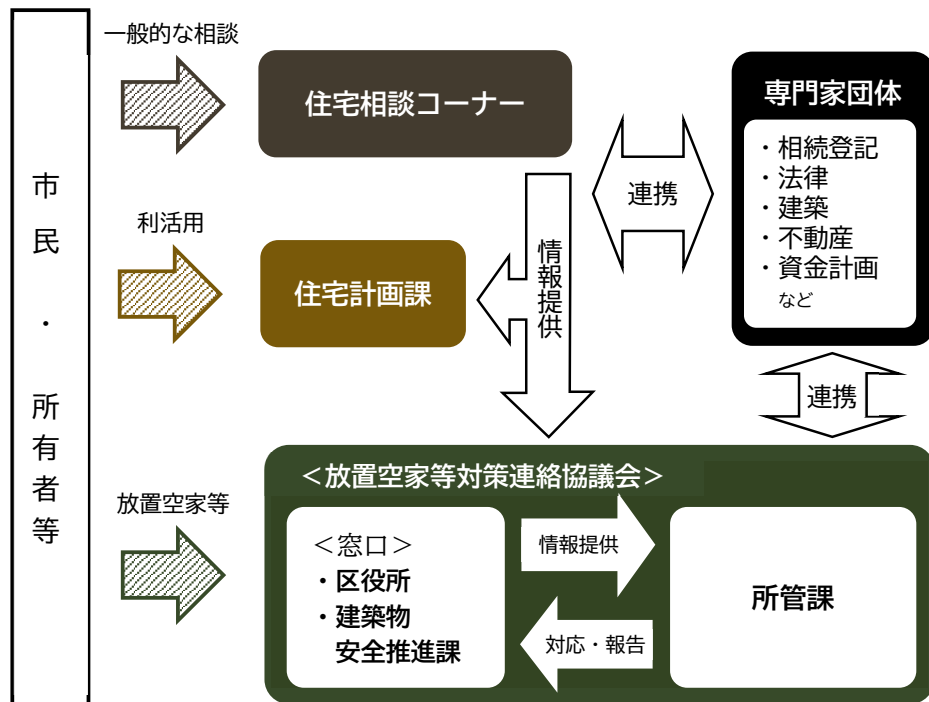 市民・所有者等
一般的な相談
住宅相談コーナー
利活用
住宅計画課
情報提供
連携
専門家団体
・相続登記
・法律
・建築
・不動産
・資金計画
など
連携
放置空家等
＜放置空家等対策連絡協議会＞
＜窓口＞
・区役所
・建築物
安全推進課
情報提供
対応・報告
所管課